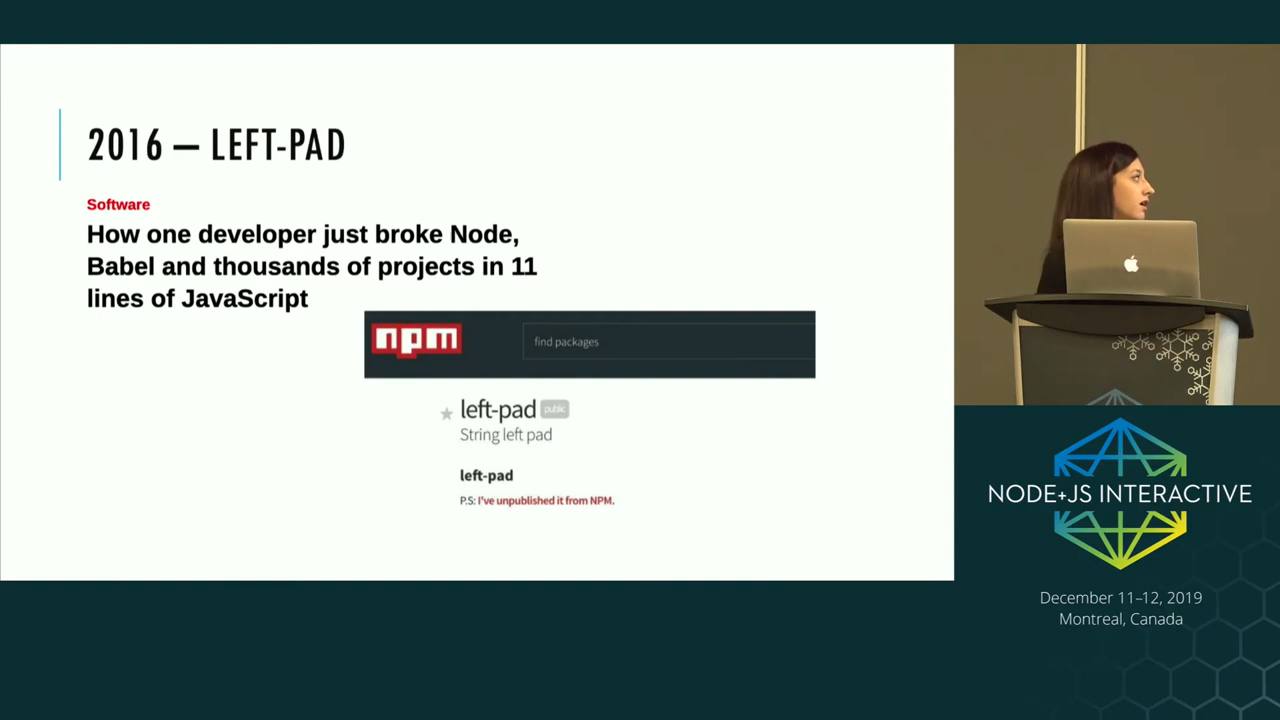 2016 — LEFT-PAD
Software
How one developer just broke Node,
Babel and thousands of projects in 11
lines of JavaScript
npm
find packages
left-pad public
String left pad
left-pad
P.S: I've unpublished it from NPM.
NODE+JS INTERACTIVE
December 11–12, 2019
Montreal, Canada